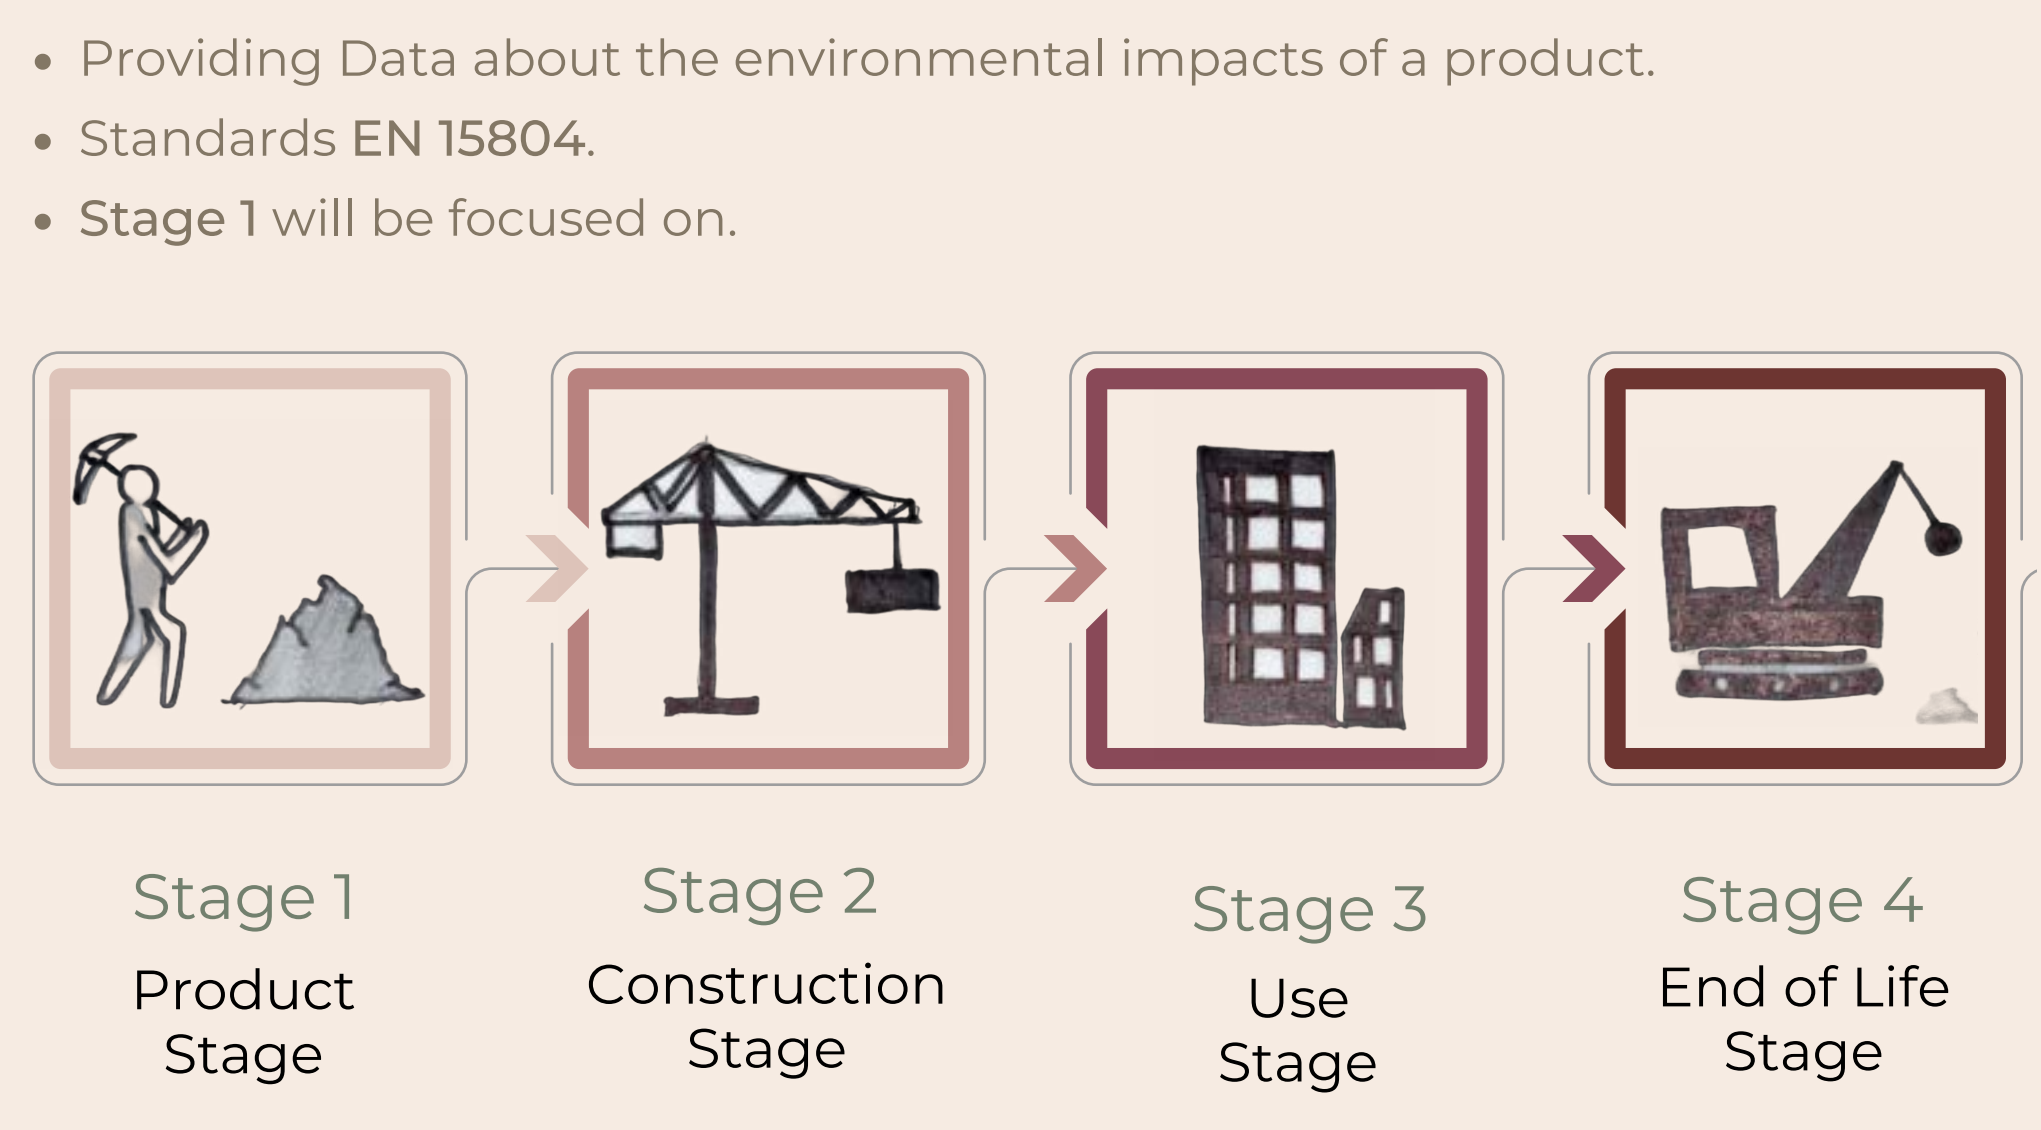 • Providing Data about the environmental impacts of a product.
• Standards EN 15804.
• Stage 1 will be focused on.
Stage 1
Product
Stage
Stage 2
Construction
Stage
Stage 3
Use
Stage
Stage 4
End of Life
Stage